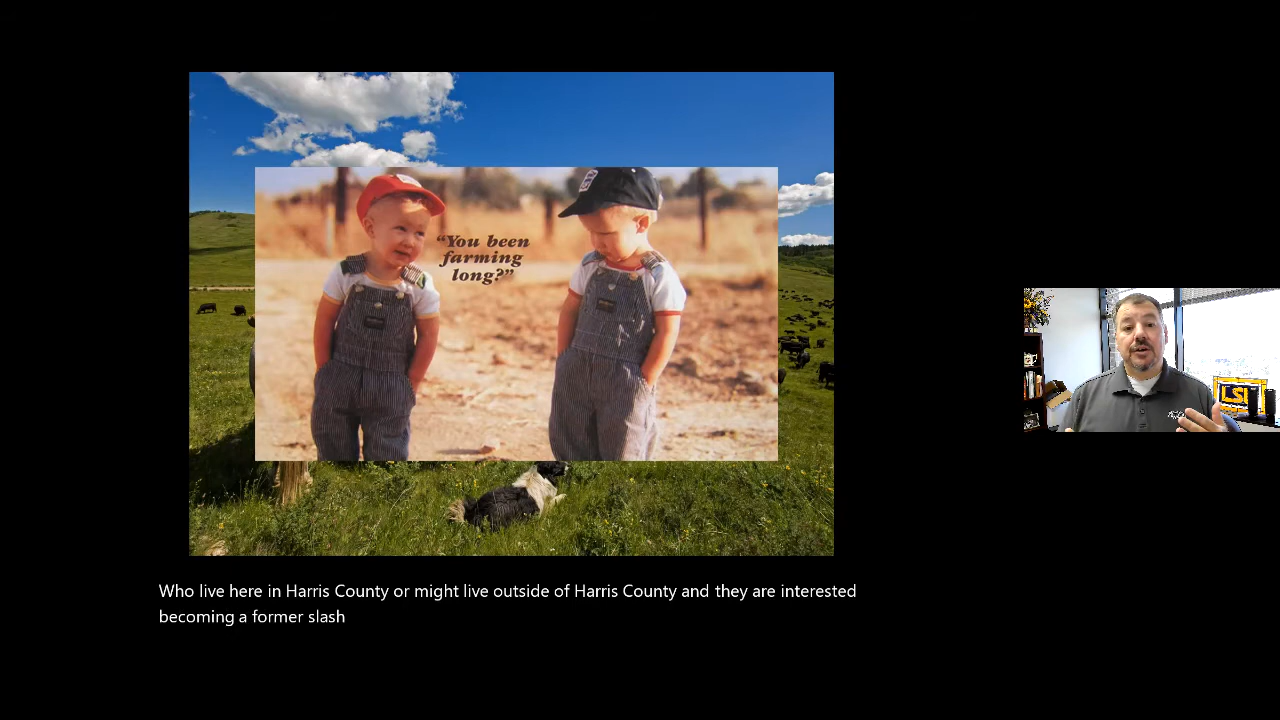 “You been
farming
long?”
LSU
Who live here in Harris County or might live outside of Harris County and they are interested
becoming a former slash